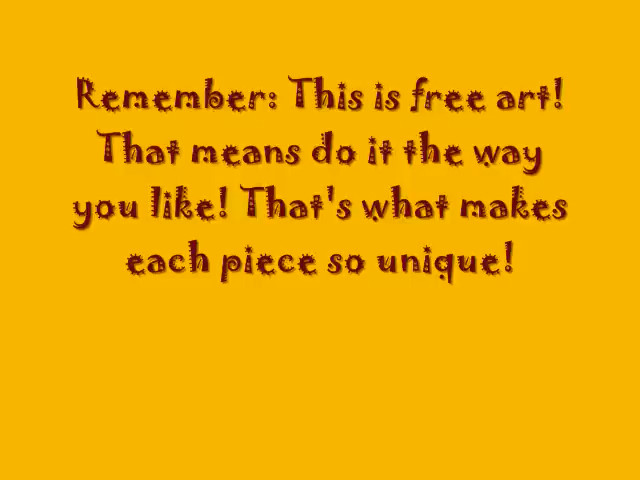 Remember: This is free art!
That means do it the way
you like! That's what makes
each piece so unique!